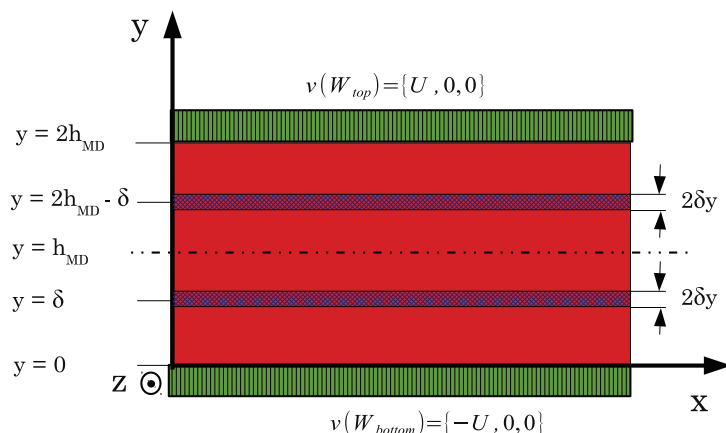 y
v(W_top)={U, 0,0}
y = 2h_MD
y = 2h_MD - δ
2δy
y = h_MD
y = δ
2δy
y = 0
z
x
v(W_bottom)={-U, 0,0}